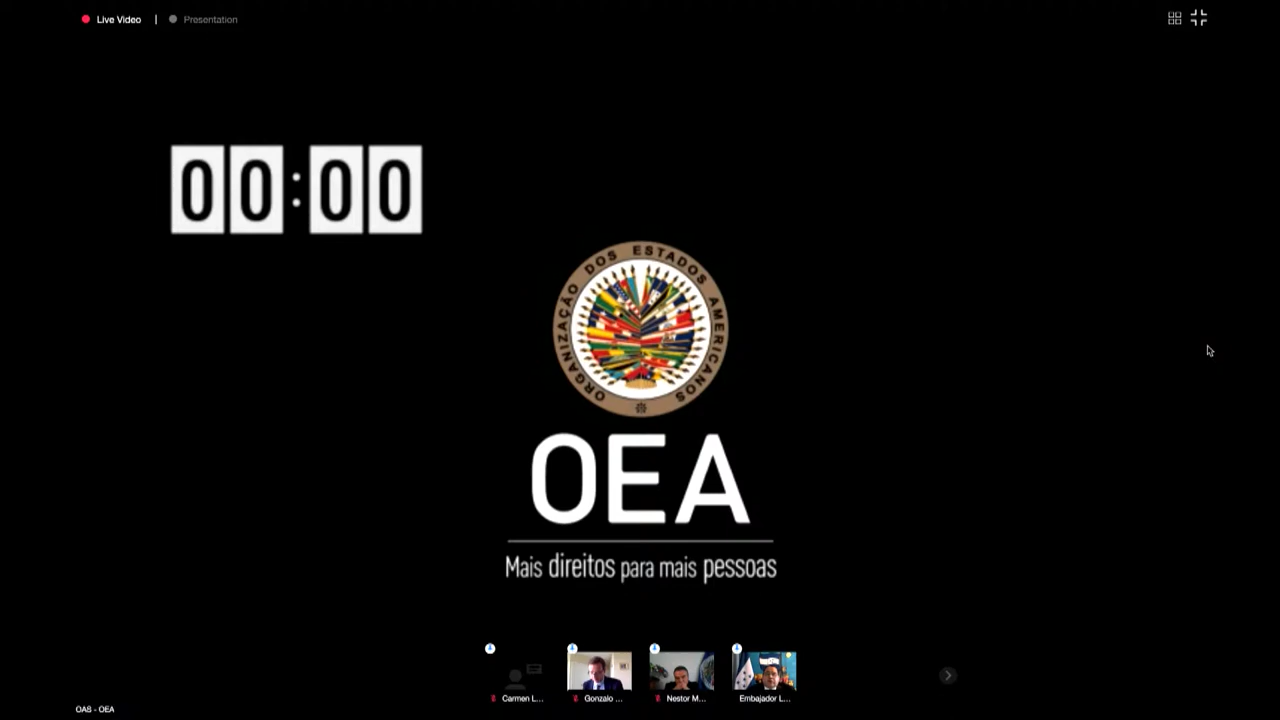 Live Video | Presentation
00:00
ORGANIZAÇÃO DOS ESTADOS AMERICANOS
OEA
Mais direitos para mais pessoas
Carmen L...
Gonzalo ...
Nestor M...
Embajador L...
OAS - OEA